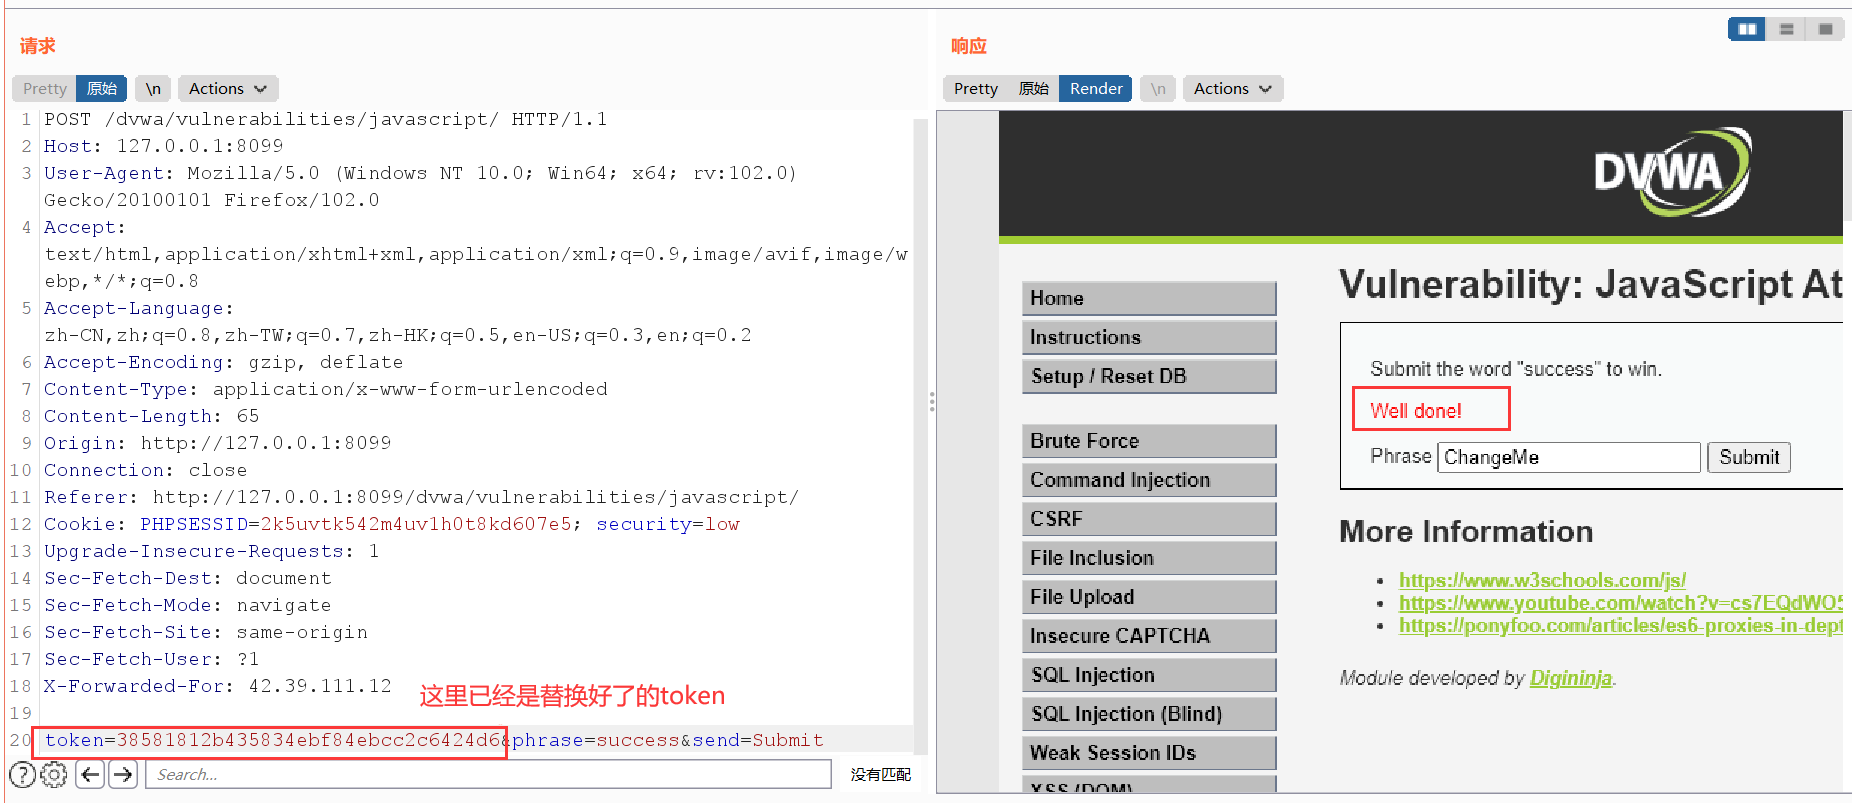 请求
Pretty 原始 \n Actions
1 POST /dvwa/vulnerabilities/javascript/ HTTP/1.1
2 Host: 127.0.0.1:8099
3 User-Agent: Mozilla/5.0 (Windows NT 10.0; Win64; x64; rv:102.0)
Gecko/20100101 Firefox/102.0
4 Accept:
text/html,application/xhtml+xml,application/xml;q=0.9,image/avif,image/w
ebp,*/*;q=0.8
5 Accept-Language:
zh-CN,zh;q=0.8,zh-TW;q=0.7,zh-HK;q=0.5,en-US;q=0.3,en;q=0.2
6 Accept-Encoding: gzip, deflate
7 Content-Type: application/x-www-form-urlencoded
8 Content-Length: 65
9 Origin: http://127.0.0.1:8099
10 Connection: close
11 Referer: http://127.0.0.1:8099/dvwa/vulnerabilities/javascript/
12 Cookie: PHPSESSID=2k5uvtk542m4uv1h0t8kd607e5; security=low
13 Upgrade-Insecure-Requests: 1
14 Sec-Fetch-Dest: document
15 Sec-Fetch-Mode: navigate
16 Sec-Fetch-Site: same-origin
17 Sec-Fetch-User: ?1
18 X-Forwarded-For: 42.39.111.12
这里已经是替换好了的token
19
20 token=38581812b435834ebf84ebcc2c6424d6&phrase=success&send=Submit
? Search... 没有匹配
响应
Pretty 原始 Render \n Actions
DVWA
Home
Instructions
Setup / Reset DB
Brute Force
Command Injection
CSRF
File Inclusion
File Upload
Insecure CAPTCHA
SQL Injection
SQL Injection (Blind)
Weak Session IDs
XSS (DOM)
Vulnerability: JavaScript At
Submit the word "success" to win.
Well done!
Phrase ChangeMe Submit
More Information
https://www.w3schools.com/js/
https://www.youtube.com/watch?v=cs7EQdWO5
https://ponyfoo.com/articles/es6-proxies-in-dept
Module developed by Digininja.